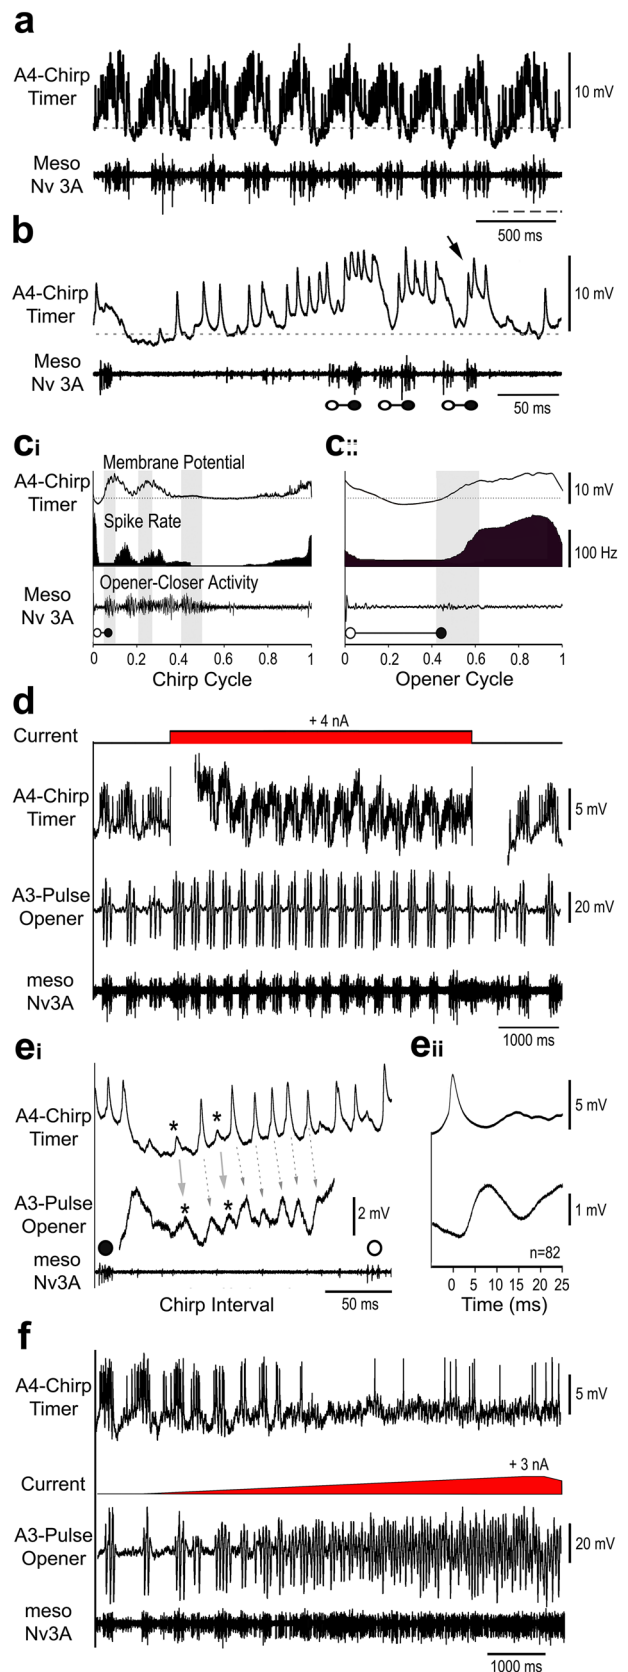 a
A4-Chirp
Timer
10 mV
Meso
Nv 3A
500 ms
b
A4-Chirp
Timer
10 mV
Meso
Nv 3A
50 ms
ci
cii
Membrane Potential
A4-Chirp
Timer
10 mV
Spike Rate
100 Hz
Opener-Closer Activity
Meso
Nv 3A
0 0.2 0.4 0.6 0.8 1
0 0.2 0.4 0.6 0.8 1
Chirp Cycle
Opener Cycle
d
+ 4 nA
Current
A4-Chirp
Timer
5 mV
A3-Pulse
Opener
20 mV
meso
Nv3A
1000 ms
ei
eii
A4-Chirp
Timer
5 mV
* *
A3-Pulse
Opener
* *
2 mV
1 mV
meso
Nv3A
n=82
0 5 10 15 20 25
Chirp Interval
50 ms
Time (ms)
f
A4-Chirp
Timer
5 mV
+ 3 nA
Current
A3-Pulse
Opener
20 mV
meso
Nv3A
1000 ms